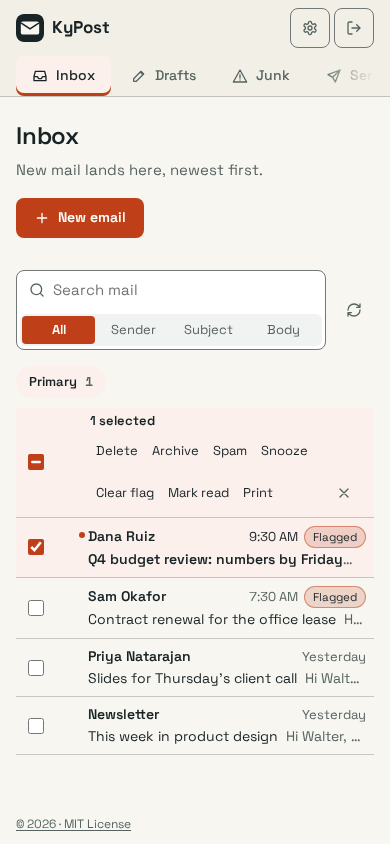 KyPost
Inbox Drafts Junk Ser
Inbox
New mail lands here, newest first.
New email
Search mail
All Sender Subject Body
Primary 1
1 selected
Delete Archive Spam Snooze
Clear flag Mark read Print
Dana Ruiz 9:30 AM Flagged
Q4 budget review: numbers by Friday…
Sam Okafor 7:30 AM Flagged
Contract renewal for the office lease H…
Priya Natarajan Yesterday
Slides for Thursday's client call Hi Walt…
Newsletter Yesterday
This week in product design Hi Walter, …
© 2026 · MIT License